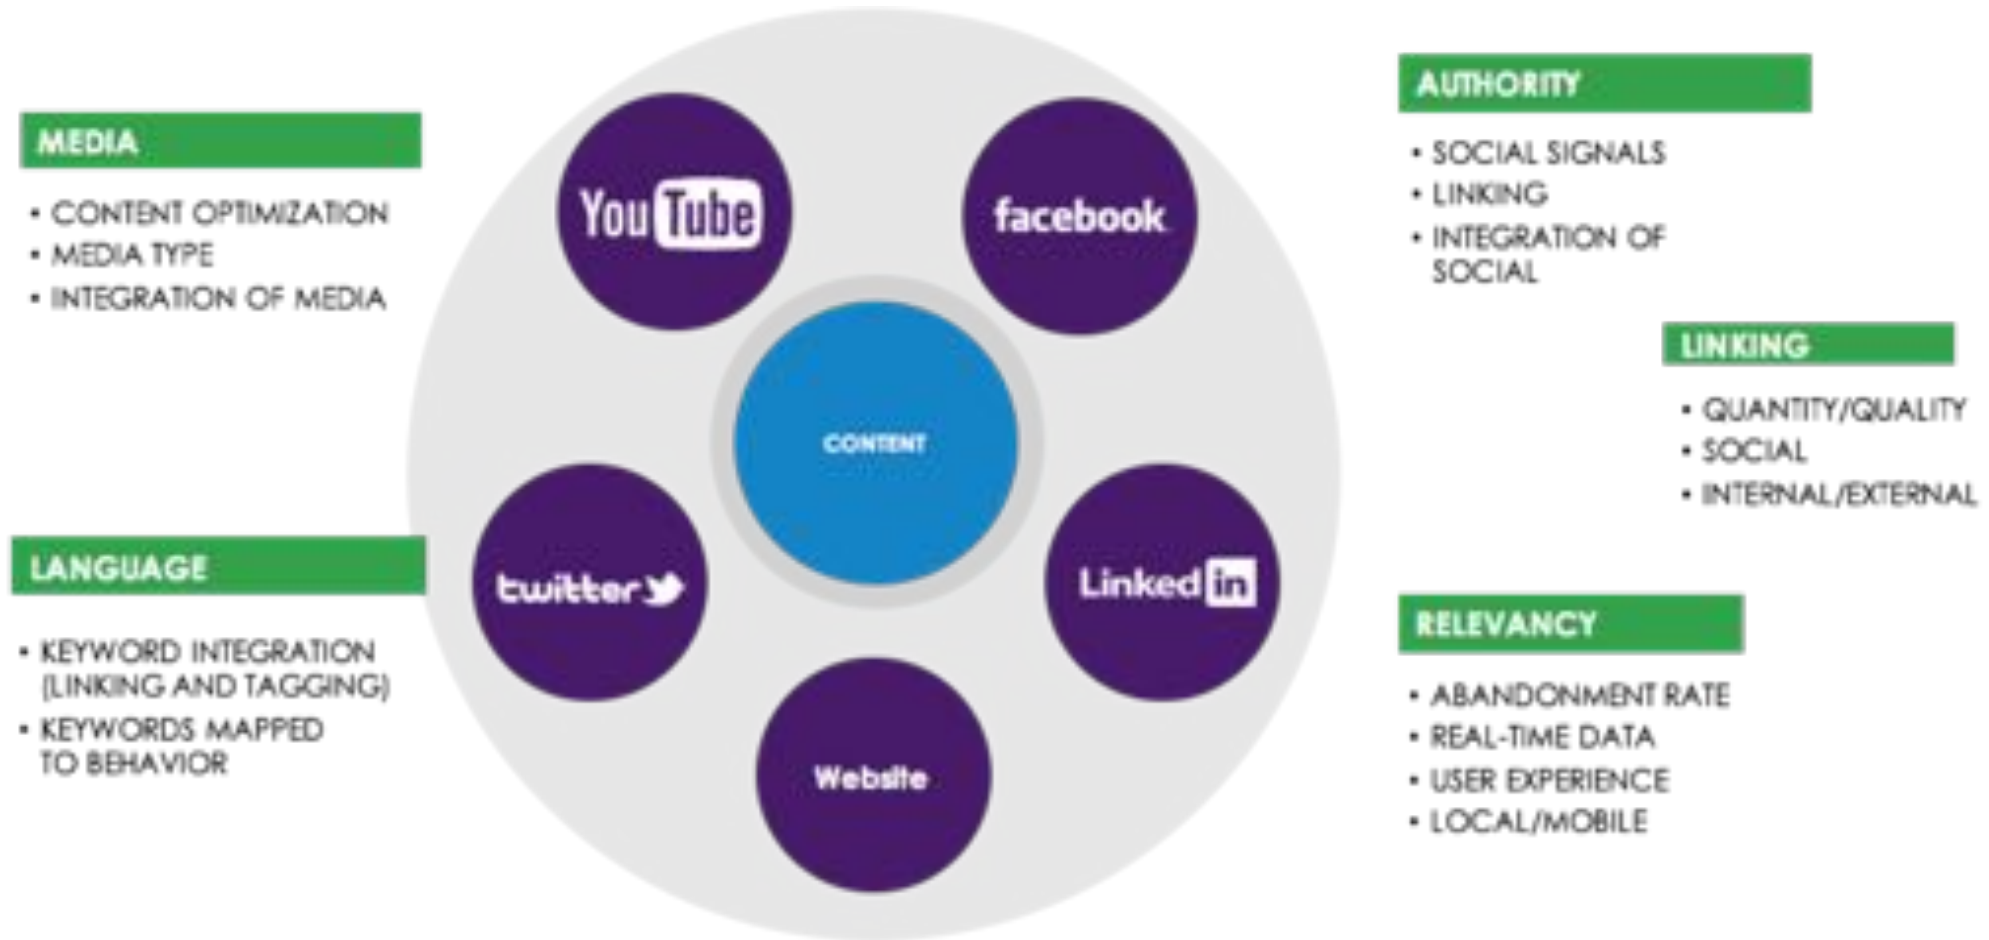 MEDIA
• CONTENT OPTIMIZATION
• MEDIA TYPE
• INTEGRATION OF MEDIA
LANGUAGE
• KEYWORD INTEGRATION
(LINKING AND TAGGING)
• KEYWORDS MAPPED
TO BEHAVIOR
YouTube
facebook
CONTENT
twitter
Linked in
Website
AUTHORITY
• SOCIAL SIGNALS
• LINKING
• INTEGRATION OF
SOCIAL
LINKING
• QUANTITY/QUALITY
• SOCIAL
• INTERNAL/EXTERNAL
RELEVANCY
• ABANDONMENT RATE
• REAL-TIME DATA
• USER EXPERIENCE
• LOCAL/MOBILE